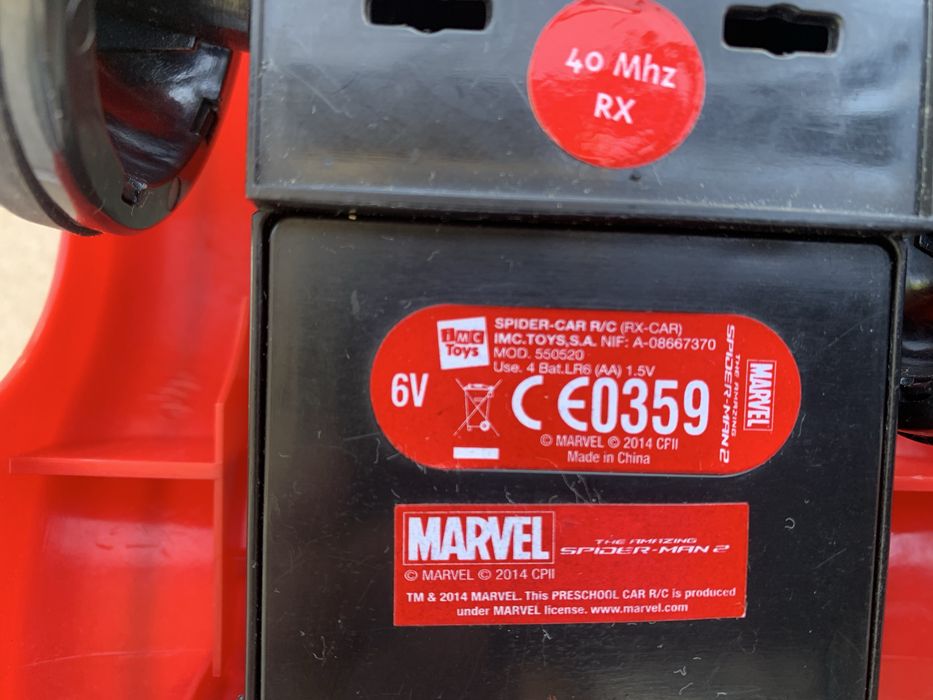 40 Mhz
RX
iMC
Toys
SPIDER-CAR R/C (RX-CAR)
IMC.TOYS,S.A. NIF: A-08667370
MOD. 550520
Use. 4 Bat.LR6 (AA) 1.5V
6V
CE0359
© MARVEL © 2014 CPII
Made in China
THE AMAZING
SPIDER-MAN 2
MARVEL
MARVEL
THE AMAZING
SPIDER-MAN 2
© MARVEL © 2014 CPII
TM & 2014 MARVEL. This PRESCHOOL CAR R/C is produced
under MARVEL license. www.marvel.com